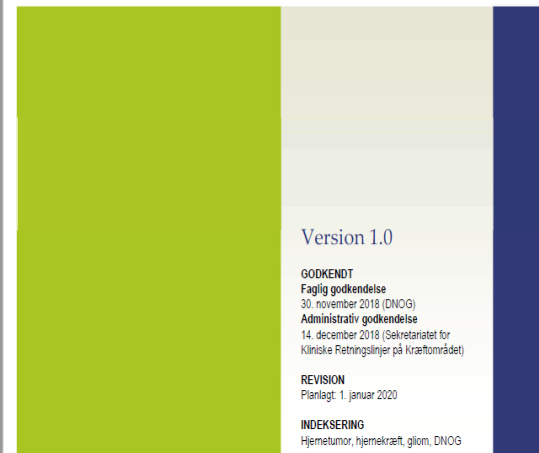 Version 1.0
GODKENDT
Faglig godkendelse
30. november 2018 (DNOG)
Administrativ godkendelse
14. december 2018 (Sekretariatet for
Kliniske Retningslinjer på Kræftområdet)
REVISION
Planlagt: 1. januar 2020
INDEKSERING
Hjernetumor, hjernekræft, gliom, DNOG